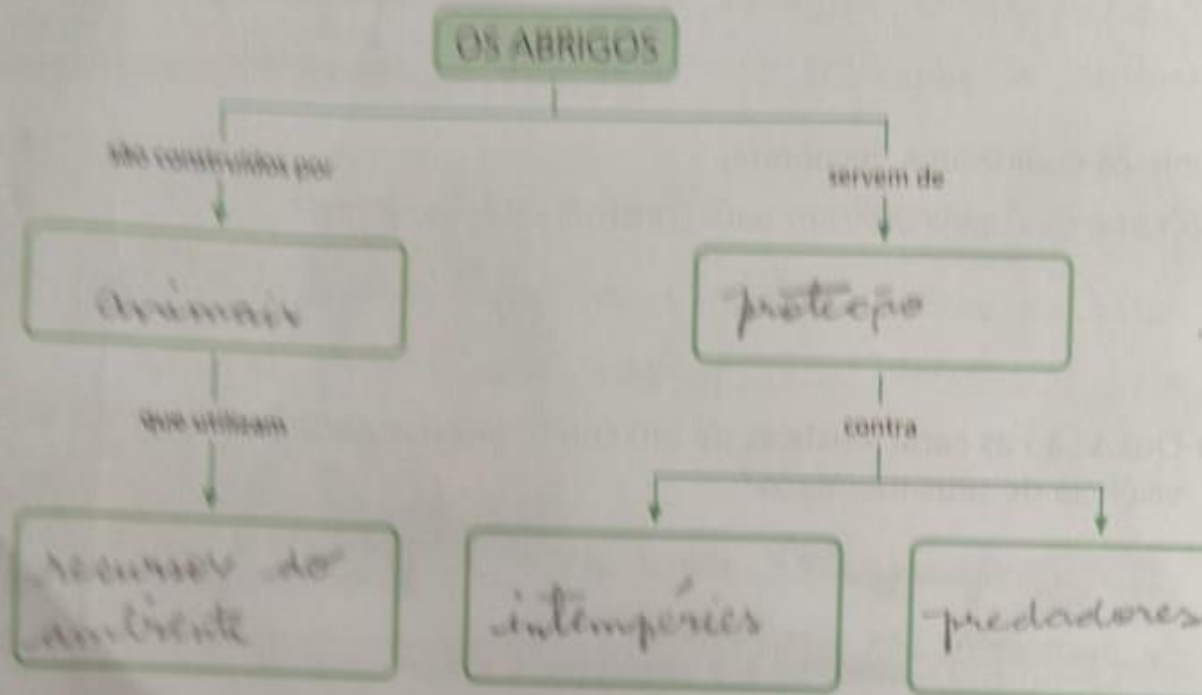 OS ABRIGOS
são construídos por
servem de
animais
proteção
que utilizam
contra
recursos do
ambiente
intempéries
predadores